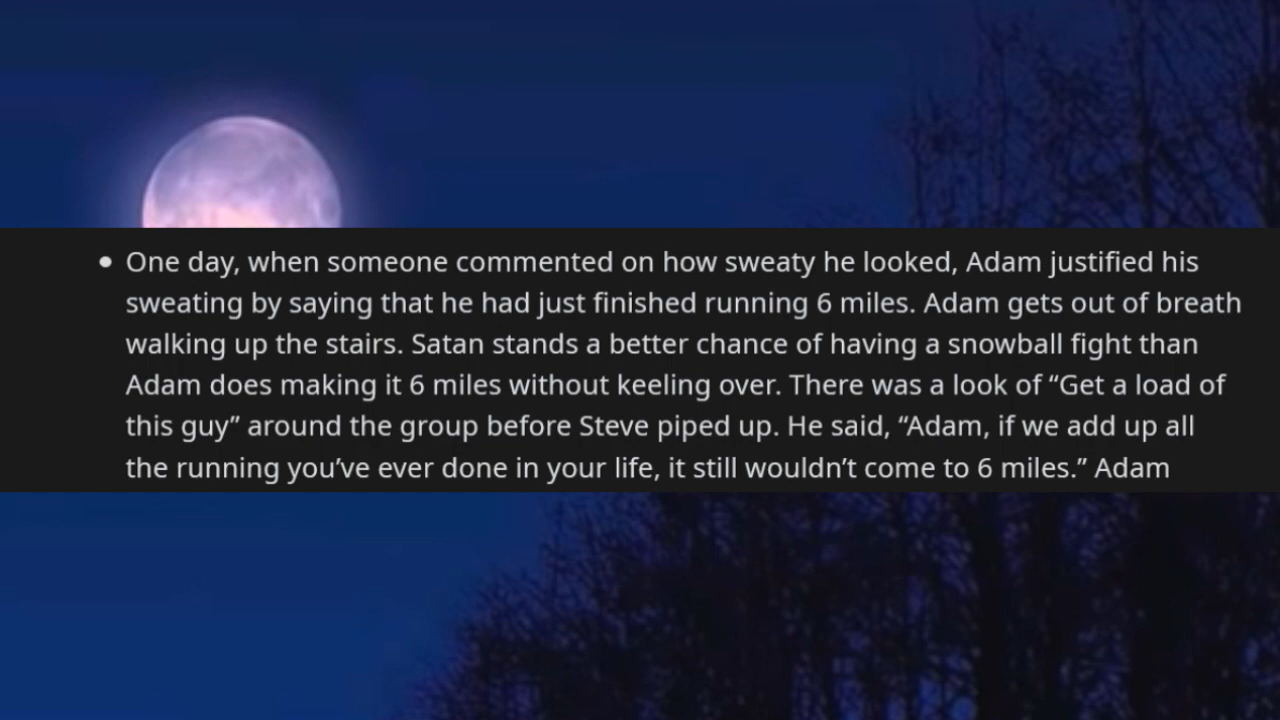 • One day, when someone commented on how sweaty he looked, Adam justified his
sweating by saying that he had just finished running 6 miles. Adam gets out of breath
walking up the stairs. Satan stands a better chance of having a snowball fight than
Adam does making it 6 miles without keeling over. There was a look of “Get a load of
this guy” around the group before Steve piped up. He said, “Adam, if we add up all
the running you’ve ever done in your life, it still wouldn’t come to 6 miles.” Adam